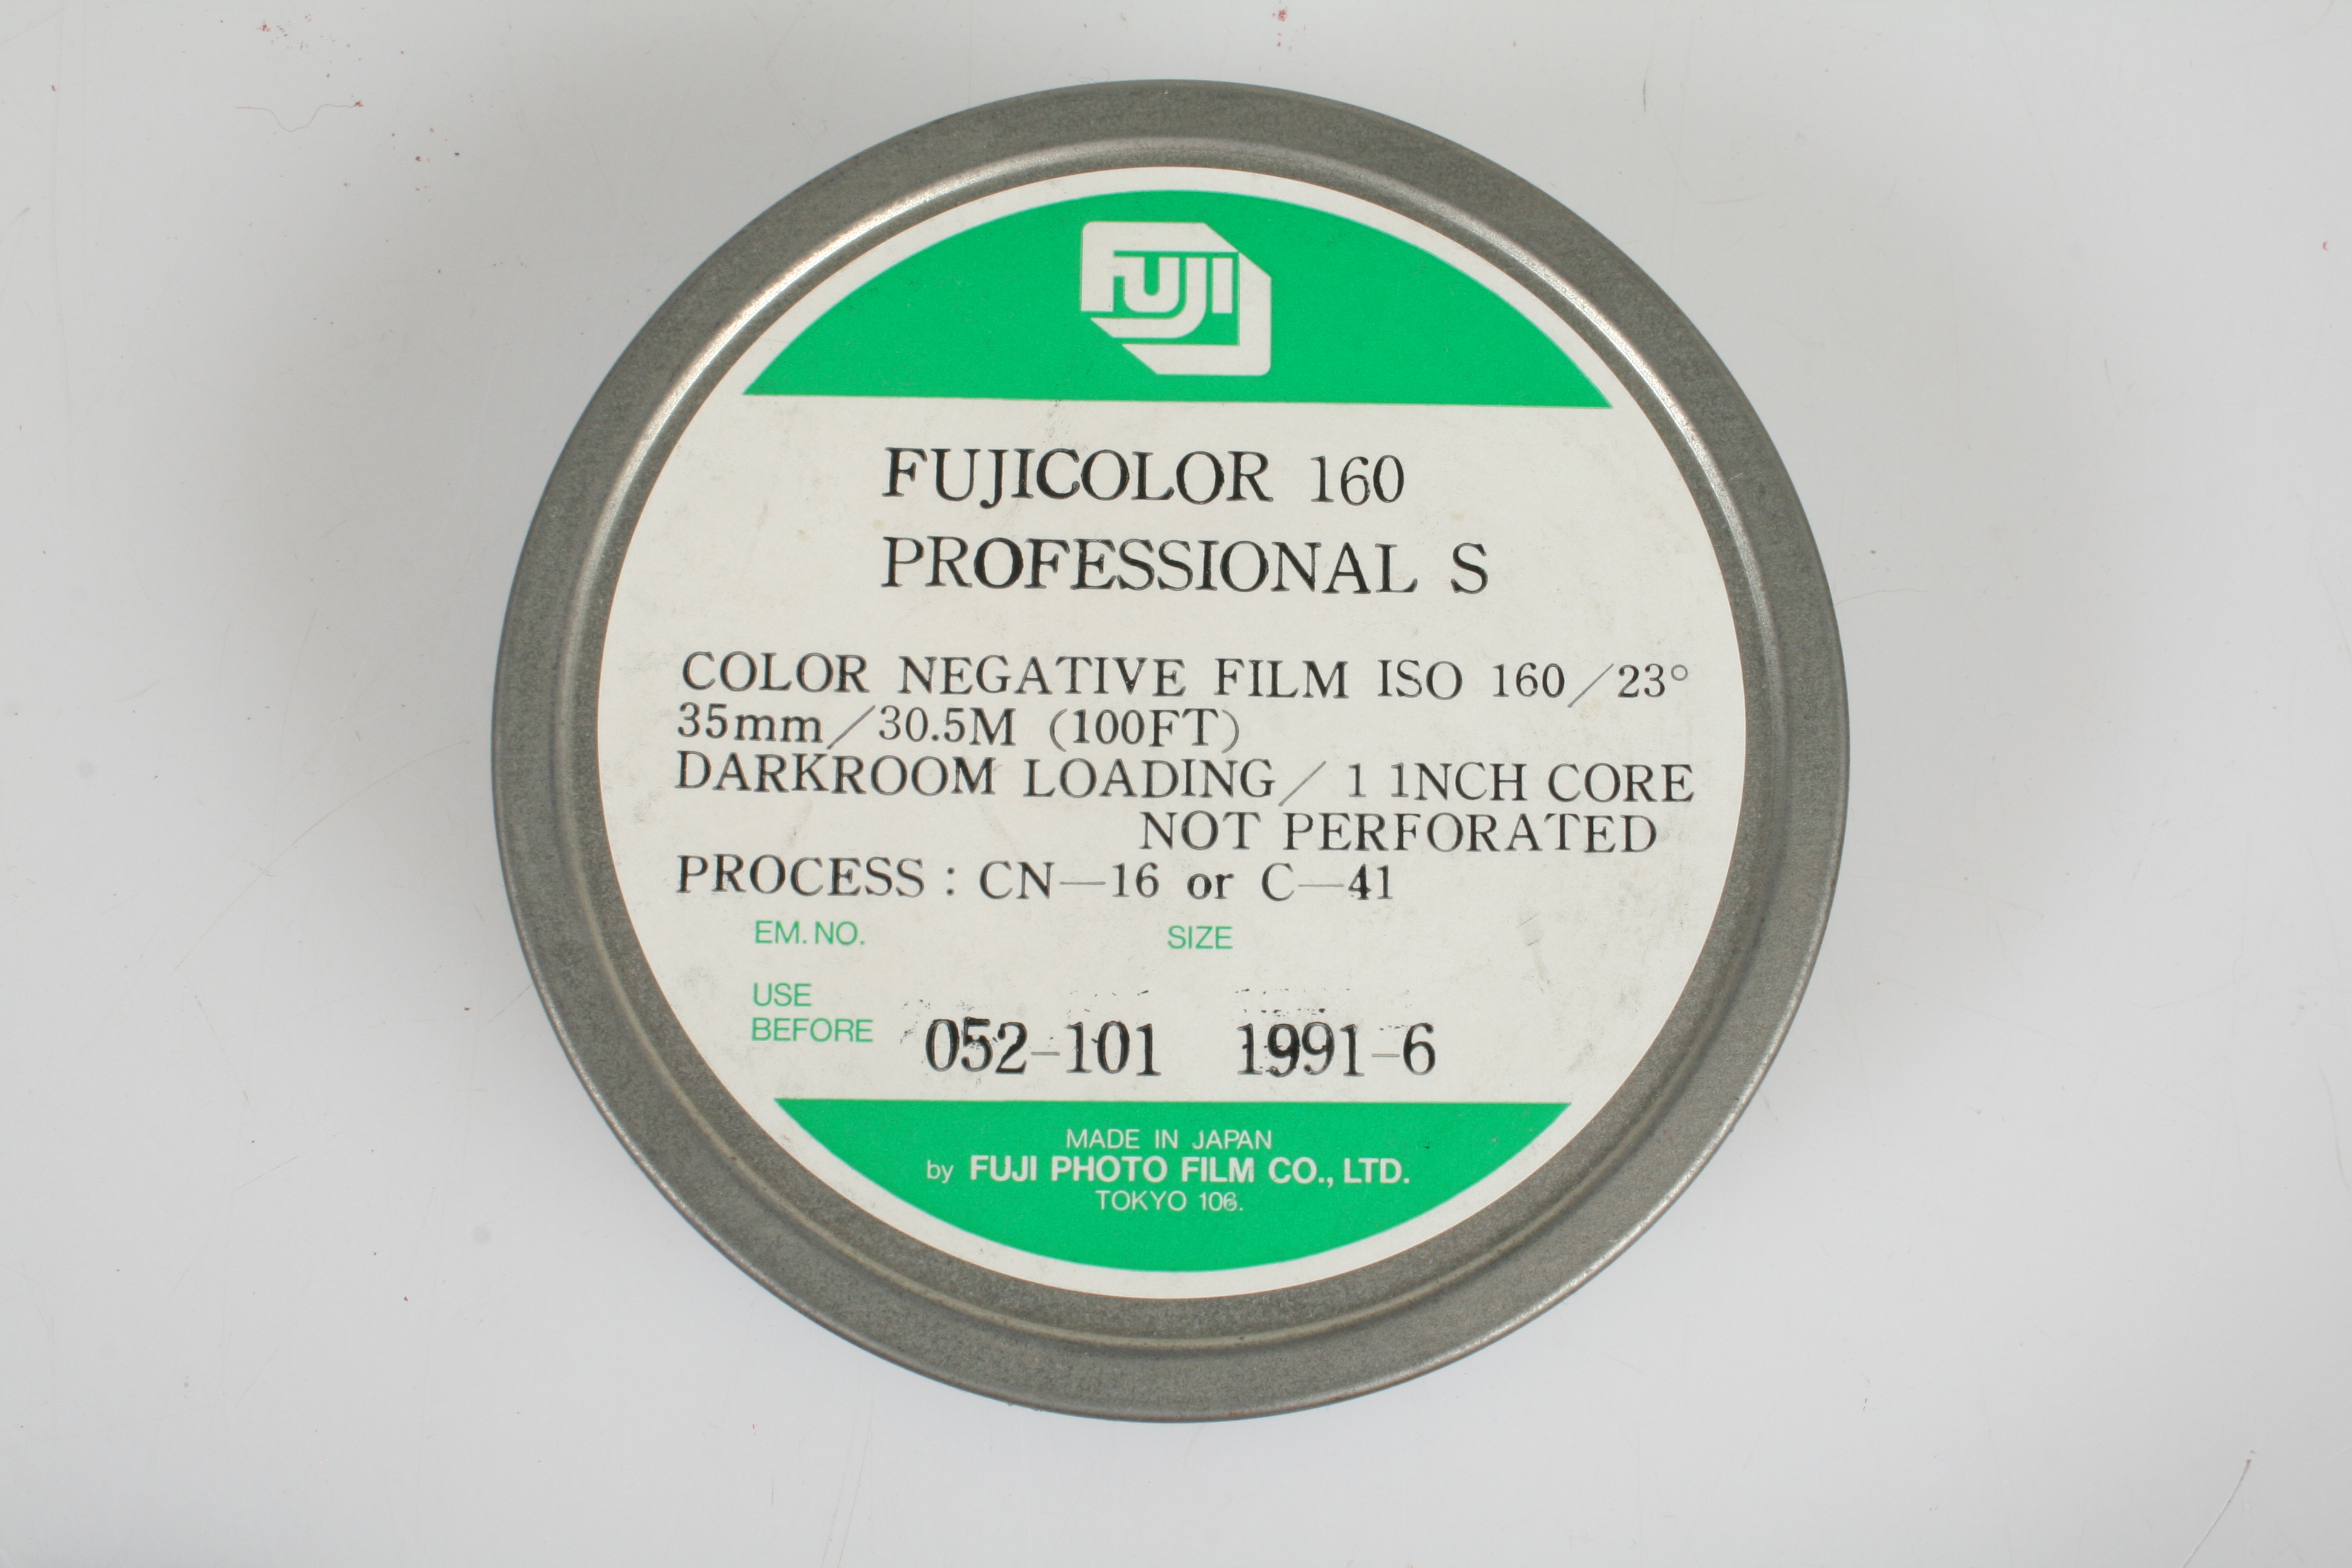 FUJI
FUJICOLOR 160
PROFESSIONAL S
COLOR NEGATIVE FILM ISO 160/23°
35mm/30.5M (100FT)
DARKROOM LOADING/ 1 1NCH CORE
NOT PERFORATED
PROCESS : CN—16 or C—41
EM. NO. SIZE
USE
BEFORE 052-101 1991-6
MADE IN JAPAN
by FUJI PHOTO FILM CO., LTD.
TOKYO 106.